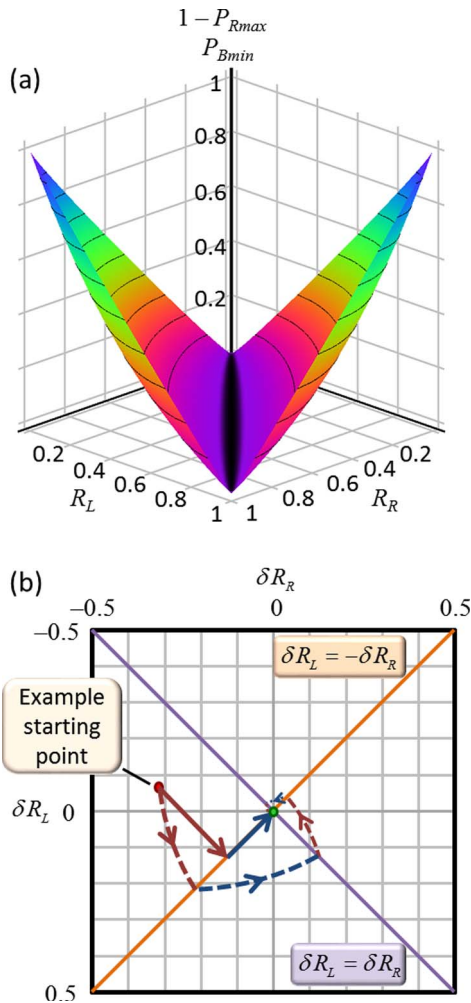 1 – P_Rmax
P_Bmin
(a)
1
0.8
0.6
0.4
0.2
0.2
0.4
0.6
0.8
1
R_L
1
0.8
0.6
0.4
0.2
R_R
(b)
δR_R
–0.5
0
0.5
–0.5
δR_L = –δR_R
Example
starting
point
δR_L
0
δR_L = δR_R
0.5